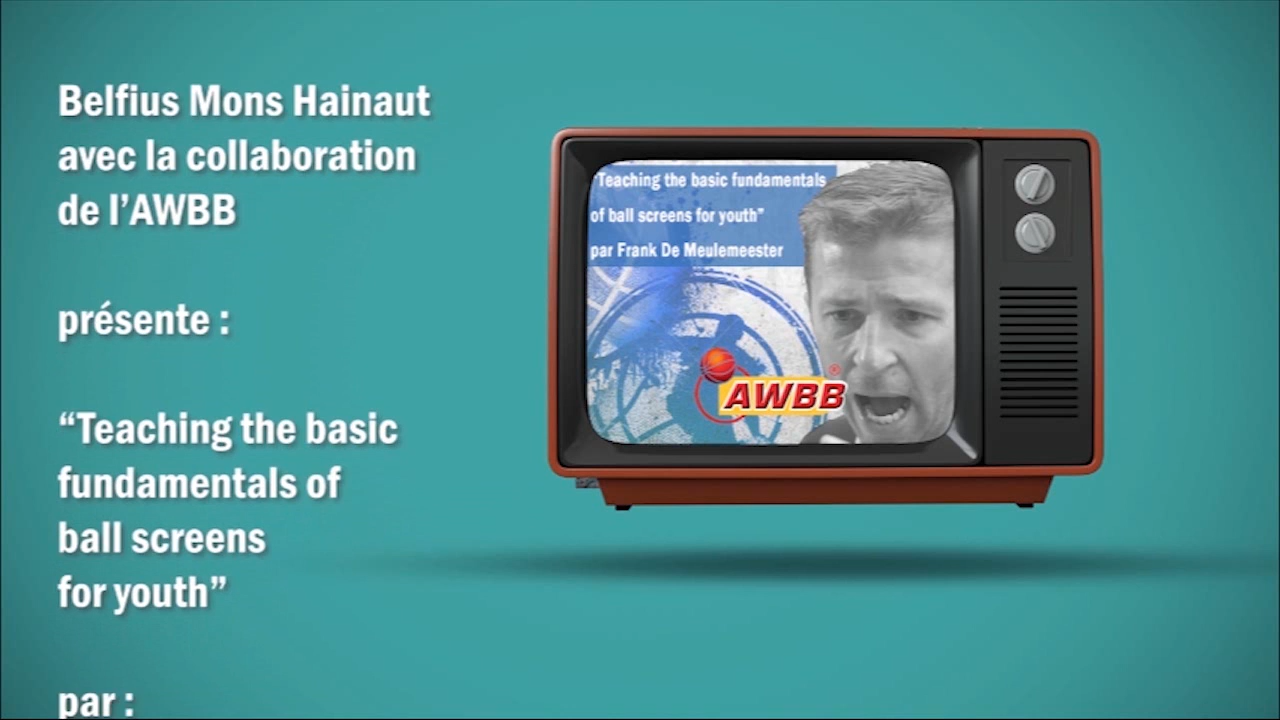 Belfius Mons Hainaut
avec la collaboration
de l’AWBB
présente :
“Teaching the basic
fundamentals of
ball screens
for youth”
par :
“Teaching the basic fundamentals
of ball screens for youth”
par Frank De Meulemeester
AWBB®